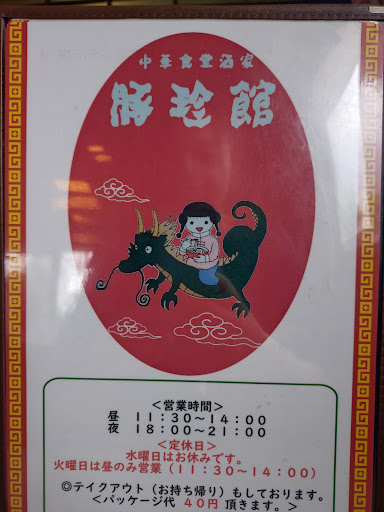 中華食堂酒場
豚珍館
<営業時間>
昼 11:30~14:00
夜 18:00~21:00
<定休日>
水曜日はお休みです。
火曜日は昼のみ営業(11:30~14:00)
◎テイクアウト(お持ち帰り)もしております。
<パッケージ代 40円 頂きます。>